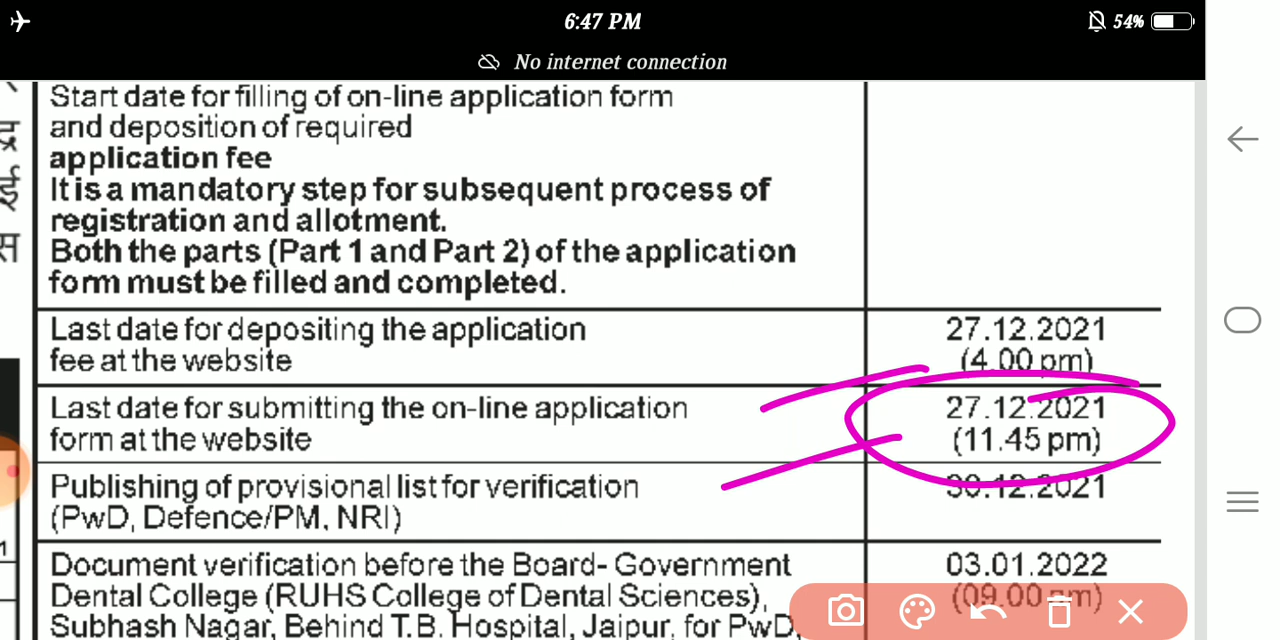 6:47 PM
54%
No internet connection
Start date for filling of on-line application form
and deposition of required
application fee
It is a mandatory step for subsequent process of
registration and allotment.
Both the parts (Part 1 and Part 2) of the application
form must be filled and completed.
Last date for depositing the application
fee at the website
27.12.2021
(4.00 pm)
Last date for submitting the on-line application
form at the website
27.12.2021
(11.45 pm)
Publishing of provisional list for verification
(PwD, Defence/PM, NRI)
30.12.2021
Document verification before the Board- Government
Dental College (RUHS College of Dental Sciences),
Subhash Nagar, Behind T.B. Hospital, Jaipur, for PwD,
03.01.2022
(09.00 am)